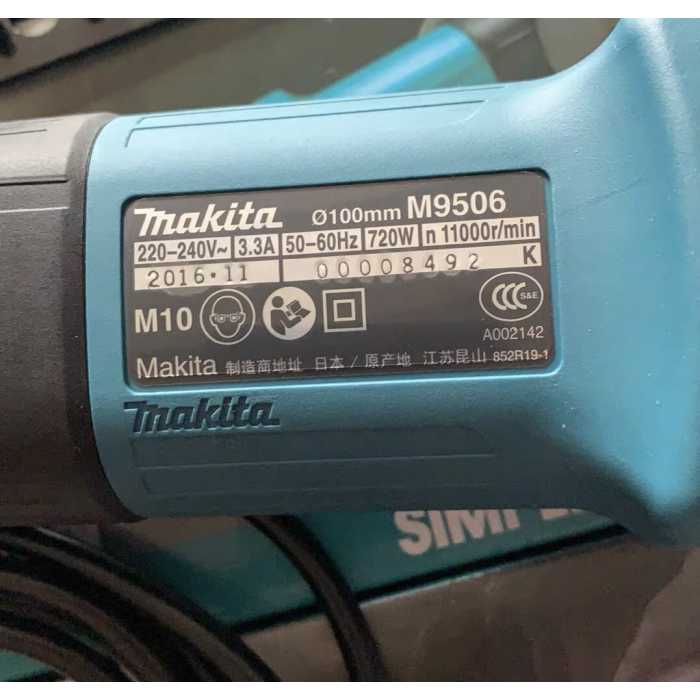 makita Ø100mm M9506
220-240V~ 3.3A 50-60Hz 720W n 11000r/min
2016•11 00008492 K
M10 CCC S&E
A002142
Makita 制造商地址 日本/原产地 江苏昆山 852R19-1
makita